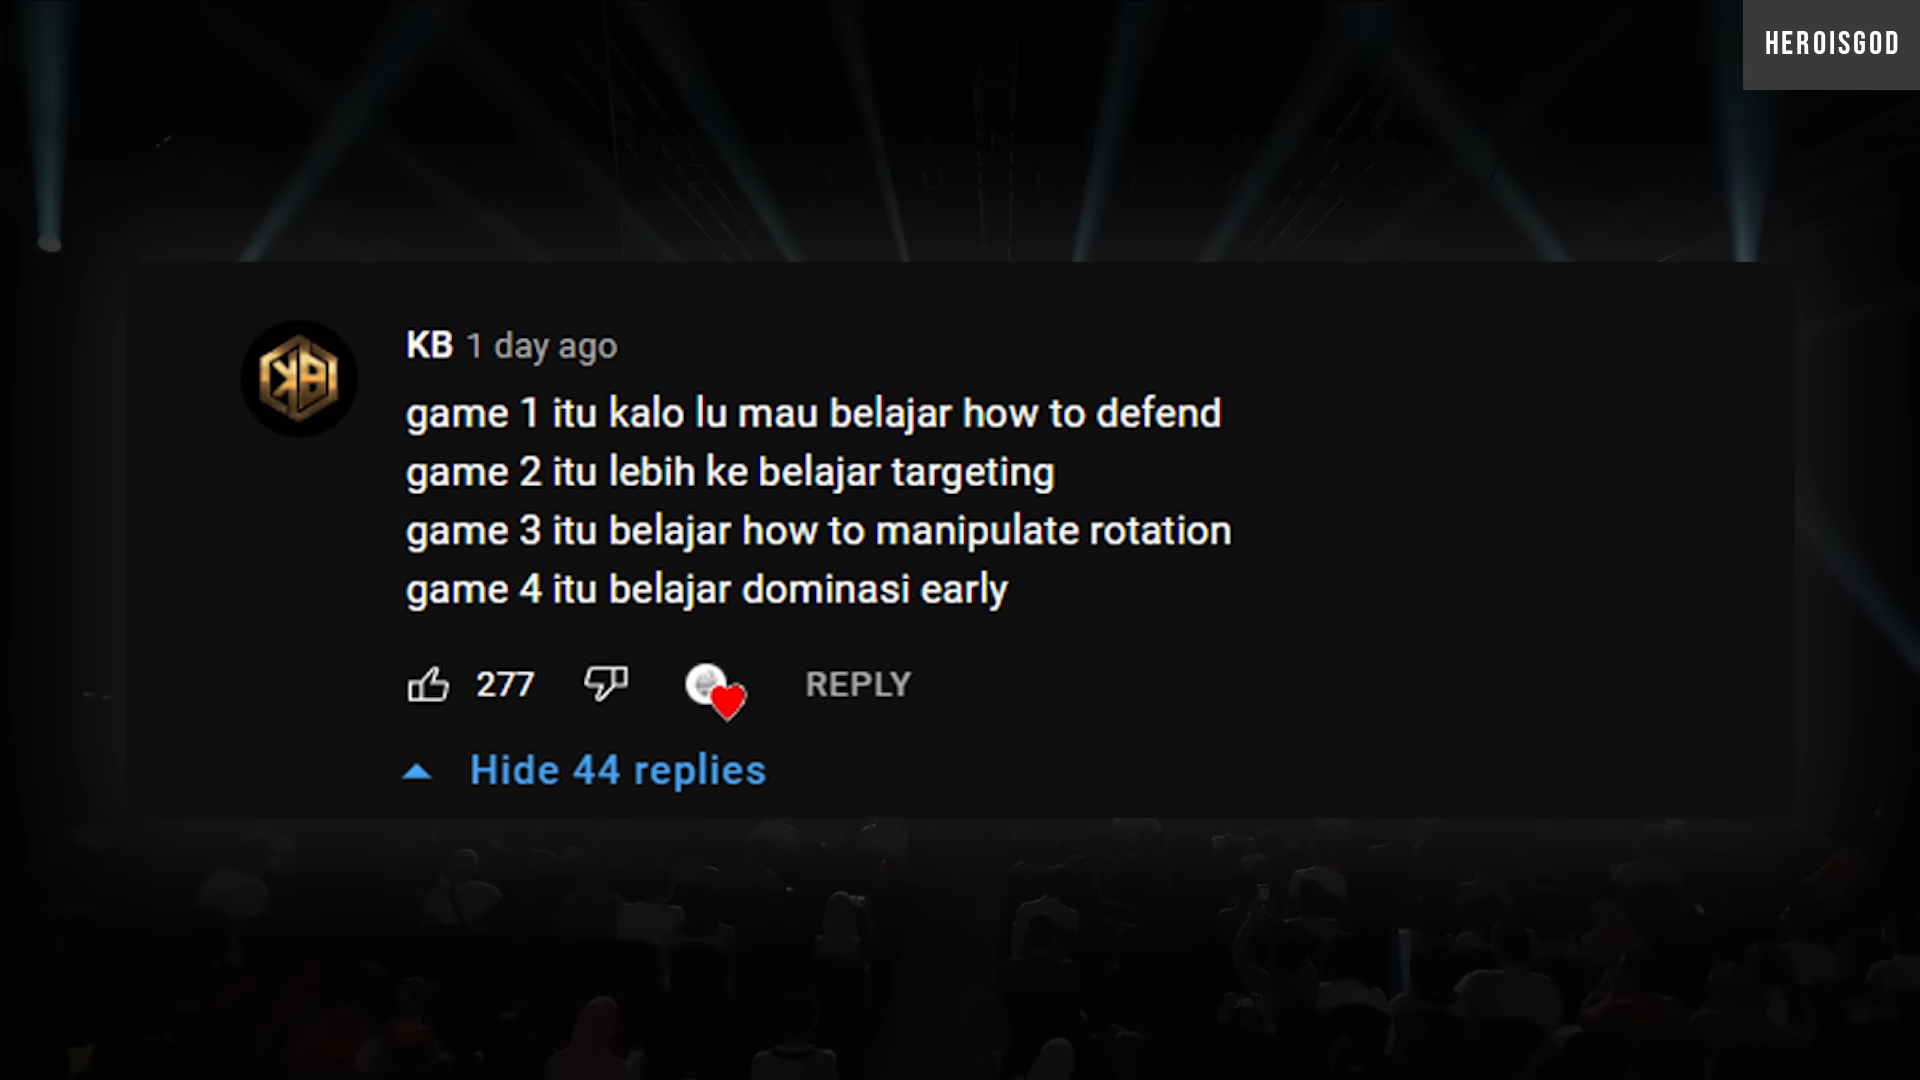 HEROISGOD
KB 1 day ago
game 1 itu kalo lu mau belajar how to defend
game 2 itu lebih ke belajar targeting
game 3 itu belajar how to manipulate rotation
game 4 itu belajar dominasi early
277 REPLY
Hide 44 replies